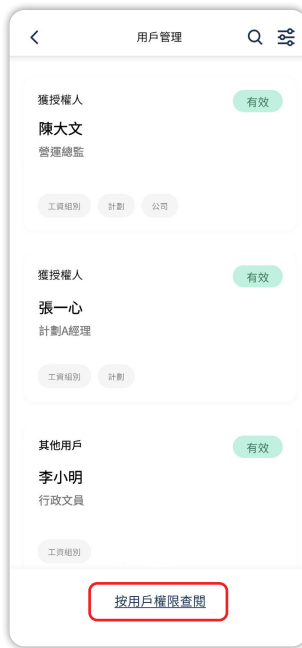 用戶管理
獲授權人
有效
陳大文
營運總監
工資組別 計劃 公司
獲授權人
有效
張一心
計劃A經理
工資組別 計劃
其他用戶
有效
李小明
行政文員
工資組別
按用戶權限查閱